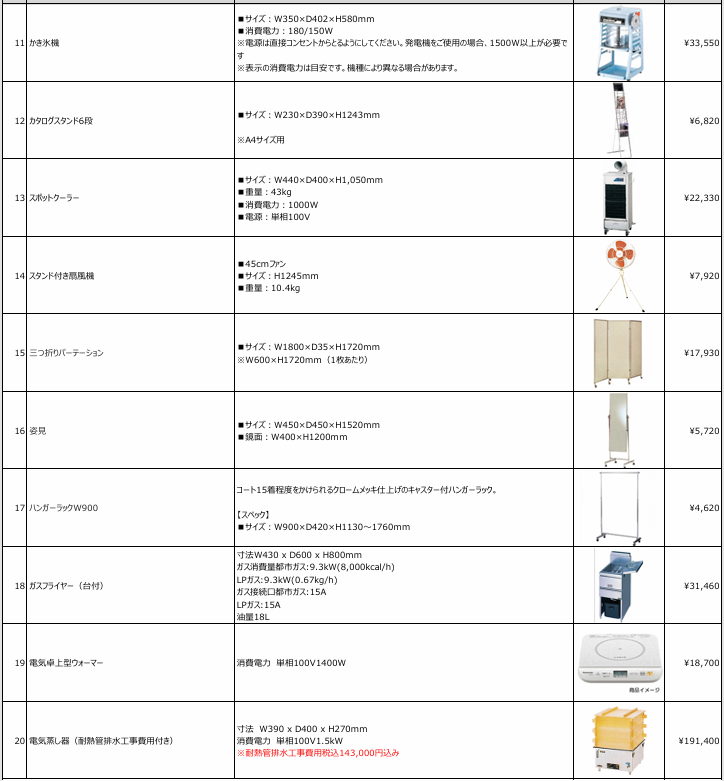 11 かき氷機
■サイズ：W350×D402×H580mm
■消費電力：180/150W
※電源は直接コンセントからとるようにしてください。発電機をご使用の場合、1500W以上が必要で
す
※表示の消費電力は目安です。機種により異なる場合があります。
¥33,550
12 カタログスタンド6段
■サイズ：W230×D390×H1243mm
※A4サイズ用
¥6,820
13 スポットクーラー
■サイズ：W440×D400×H1,050mm
■重量：43kg
■消費電力：1000W
■電源：単相100V
¥22,330
14 スタンド付き扇風機
■45cmファン
■サイズ：H1245mm
■重量：10.4kg
¥7,920
15 三つ折りパーテーション
■サイズ：W1800×D35×H1720mm
※W600×H1720mm（1枚あたり）
¥17,930
16 姿見
■サイズ：W450×D450×H1520mm
■鏡面：W400×H1200mm
¥5,720
17 ハンガーラックW900
コート15着程度をかけられるクロームメッキ仕上げのキャスター付ハンガーラック。
【スペック】
■サイズ：W900×D420×H1130～1760mm
¥4,620
18 ガスフライヤー（台付）
寸法W430 x D600 x H800mm
ガス消費量都市ガス:9.3kW(8,000kcal/h)
LPガス:9.3kW(0.67kg/h)
ガス接続口都市ガス:15A
LPガス:15A
油量18L
¥31,460
19 電気卓上型ウォーマー
消費電力 単相100V1400W
商品イメージ
¥18,700
20 電気蒸し器（耐熱管排水工事費用付き）
寸法 W390 x D400 x H270mm
消費電力 単相100V1.5kW
※耐熱管排水工事費用税込143,000円込み
¥191,400